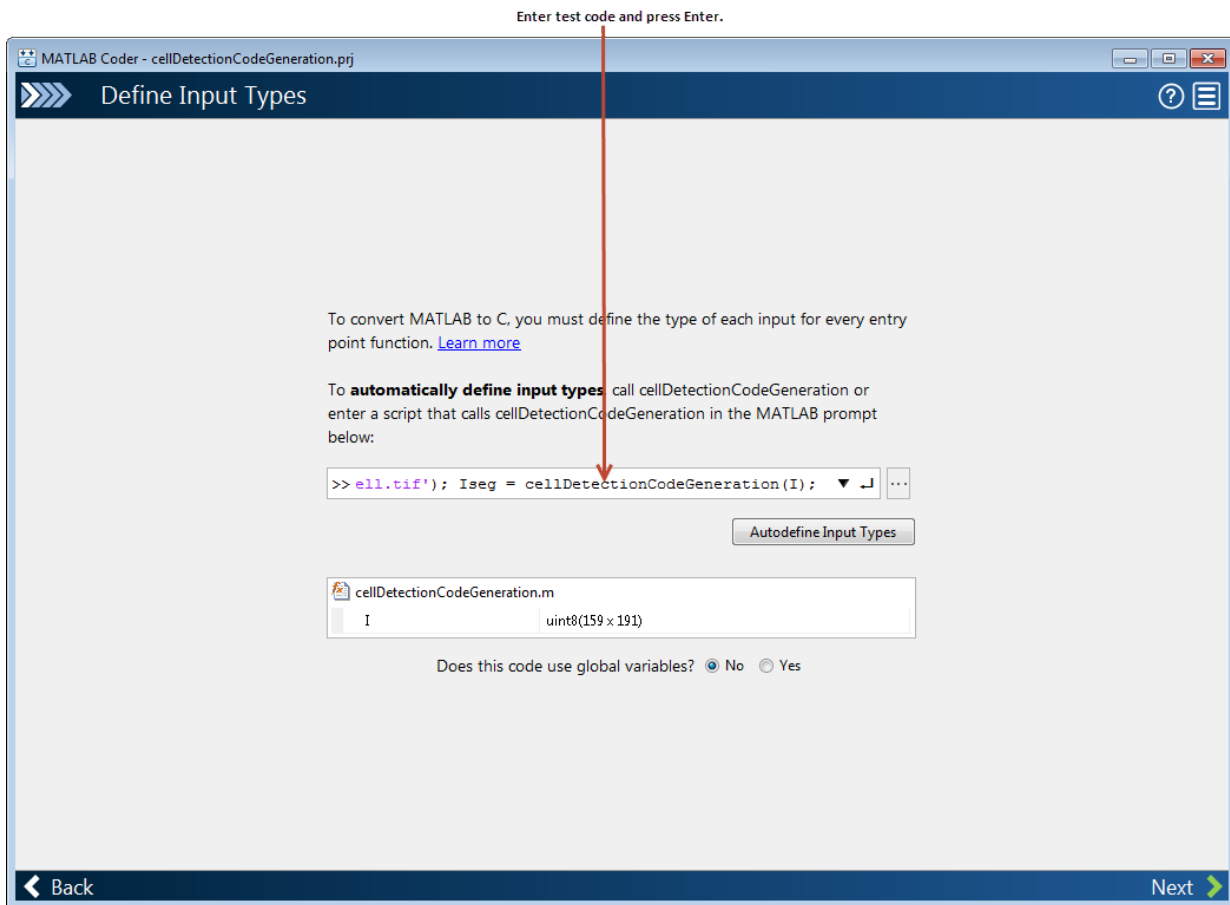 Enter test code and press Enter.
MATLAB Coder - cellDetectionCodeGeneration.prj
Define Input Types
To convert MATLAB to C, you must define the type of each input for every entry
point function. Learn more
To automatically define input types, call cellDetectionCodeGeneration or
enter a script that calls cellDetectionCodeGeneration in the MATLAB prompt
below:
>> ell.tif'); Iseg = cellDetectionCodeGeneration(I);
...
Autodefine Input Types
cellDetectionCodeGeneration.m
I uint8(159 x 191)
Does this code use global variables? No Yes
Back Next